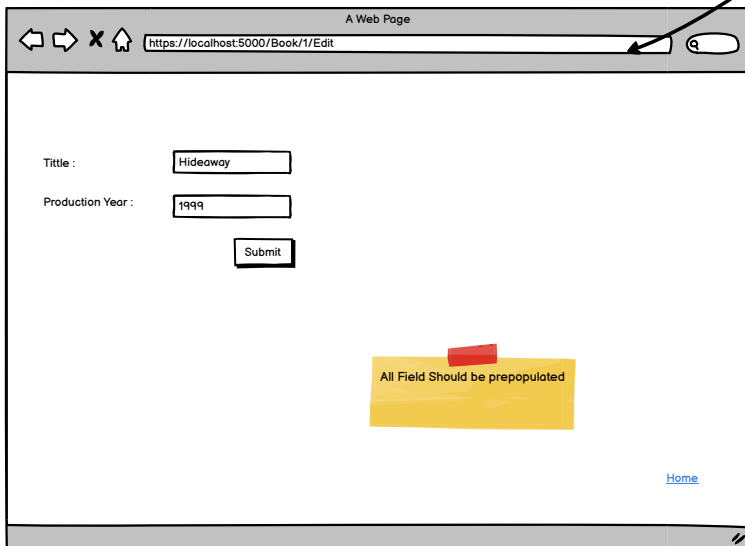 A Web Page
https://localhost:5000/Book/1/Edit
Tittle :
Hideaway
Production Year :
1999
Submit
All Field Should be prepopulated
Home